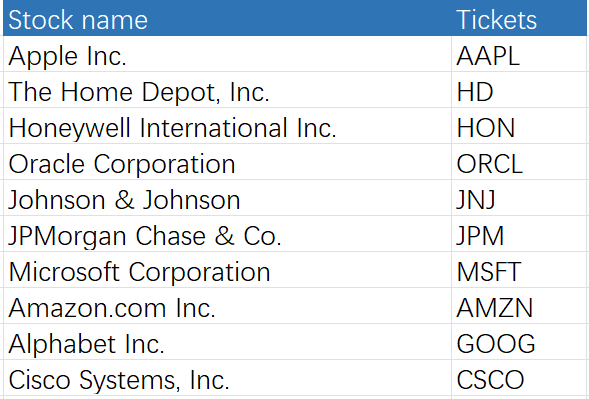 Stock name Tickets
Apple Inc. AAPL
The Home Depot, Inc. HD
Honeywell International Inc. HON
Oracle Corporation ORCL
Johnson & Johnson JNJ
JPMorgan Chase & Co. JPM
Microsoft Corporation MSFT
Amazon.com Inc. AMZN
Alphabet Inc. GOOG
Cisco Systems, Inc. CSCO